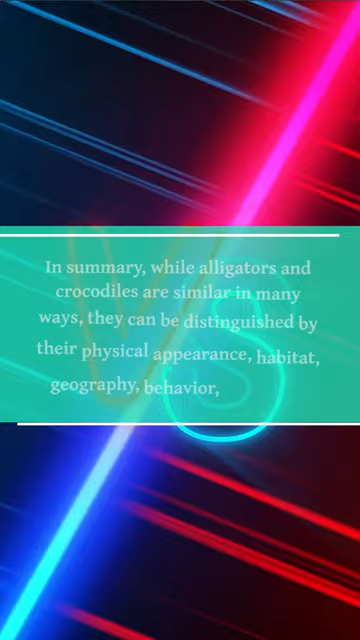 In summary, while alligators and
crocodiles are similar in many
ways, they can be distinguished by
their physical appearance, habitat,
geography, behavior,
VS